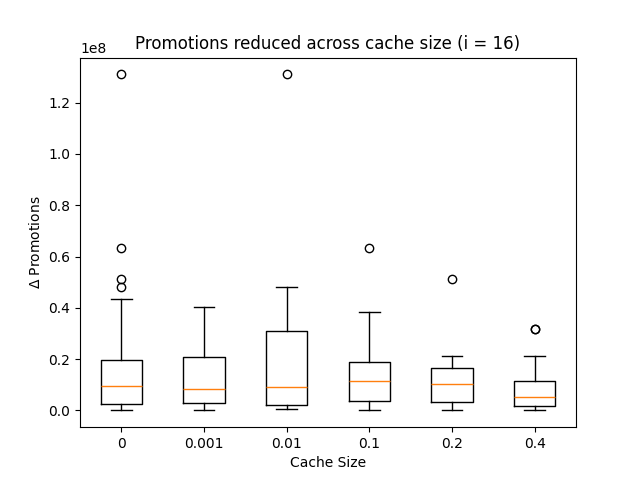 Promotions reduced across cache size (i = 16)
1e8
1.2
1.0
0.8
0.6
0.4
0.2
0.0
Δ Promotions
0 0.001 0.01 0.1 0.2 0.4
Cache Size